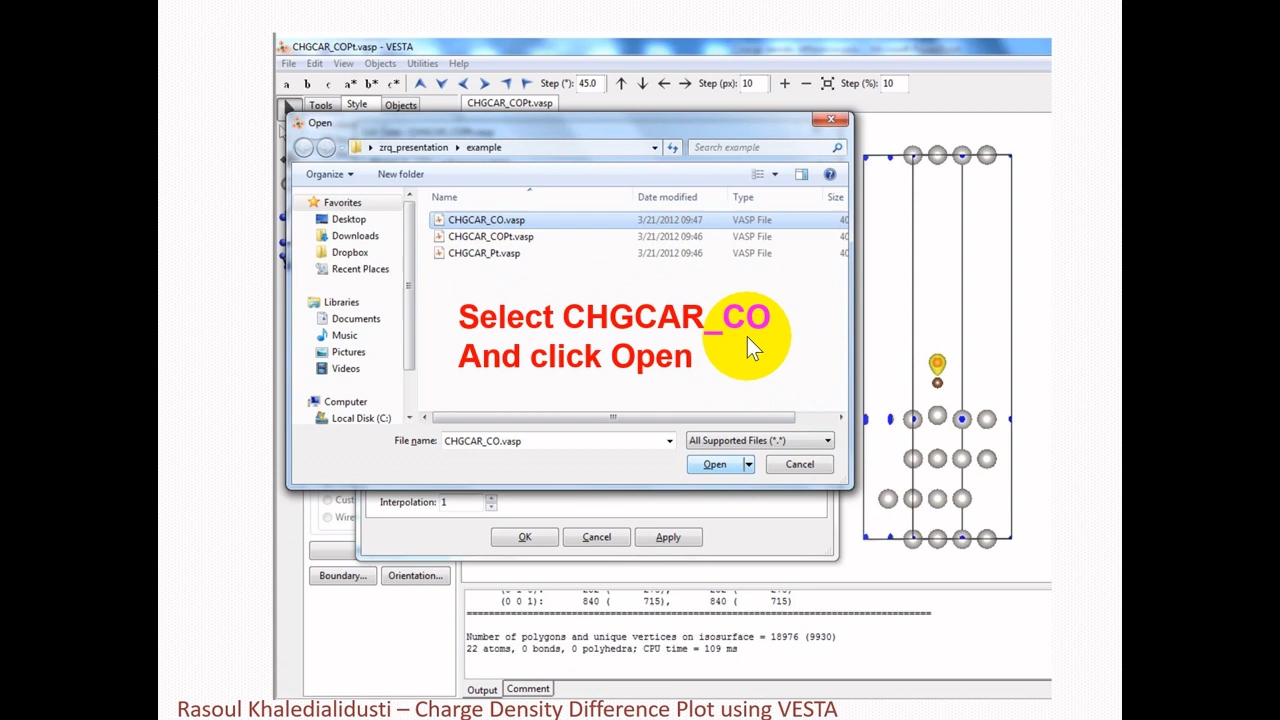 CHGCAR_COPt.vasp - VESTA
File Edit View Objects Utilities Help
a b c a* b* c* Step (°): 45.0 Step (px): 10 Step (%): 10
Tools Style Objects CHGCAR_COPt.vasp
Open
zrq_presentation example Search example
Organize New folder
Name Date modified Type Size
Favorites
Desktop
Downloads
Dropbox
Recent Places
Libraries
Documents
Music
Pictures
Videos
Computer
Local Disk (C:)
CHGCAR_CO.vasp 3/21/2012 09:47 VASP File 40
CHGCAR_COPt.vasp 3/21/2012 09:46 VASP File 40
CHGCAR_Pt.vasp 3/21/2012 09:46 VASP File 40
Select CHGCAR_CO
And click Open
File name: CHGCAR_CO.vasp All Supported Files (*.*)
Open Cancel
Cust
Wire
Interpolation: 1
OK Cancel Apply
Boundary... Orientation...
(0 0 1): 840 ( 715), 840 ( 715)
Number of polygons and unique vertices on isosurface = 18976 (9930)
22 atoms, 0 bonds, 0 polyhedra; CPU time = 109 ms
Output Comment
Rasoul Khaledialidusti – Charge Density Difference Plot using VESTA